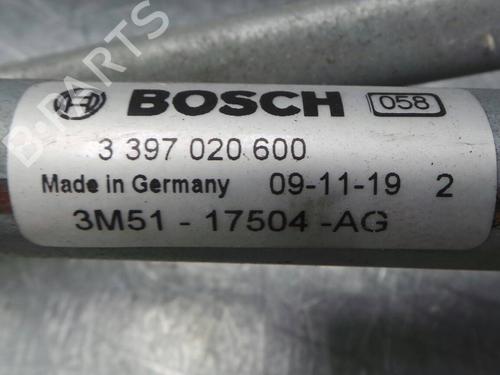 BOSCH 058
3 397 020 600
Made in Germany 09-11-19 2
3M51 - 17504 -AG
B-PARTS